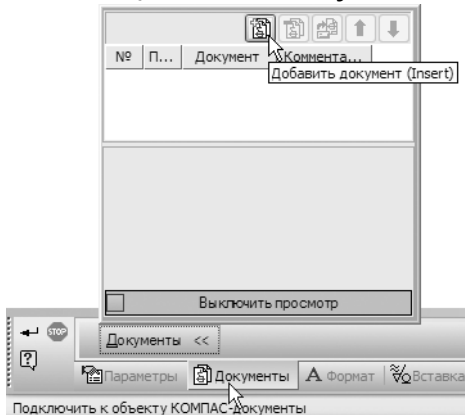 № П... Документ Коммента...
Добавить документ (Insert)
Выключить просмотр
STOP
Документы <<
Параметры Документы А Формат Вставка
Подключить к объекту КОМПАС-документы